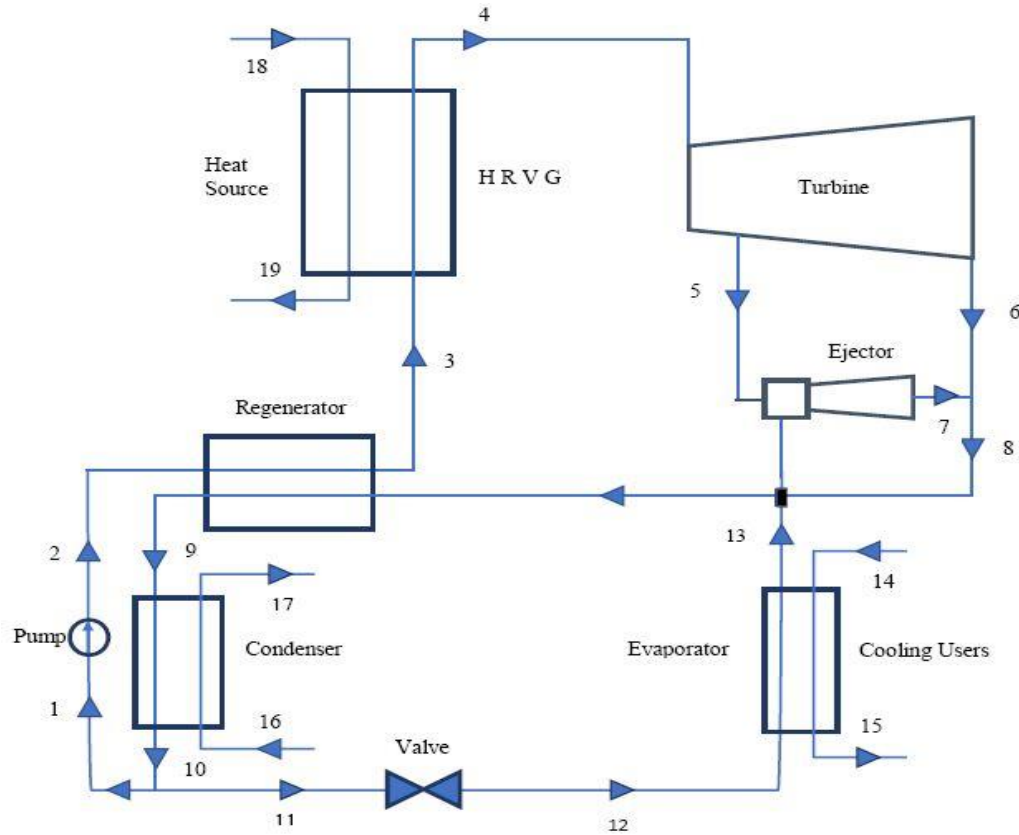 4
18
Heat
Source
H R V G
Turbine
19
5
6
3
Ejector
Regenerator
7
8
2
9
13
14
17
Pump
Condenser
Evaporator
Cooling Users
1
16
Valve
15
10
11
12